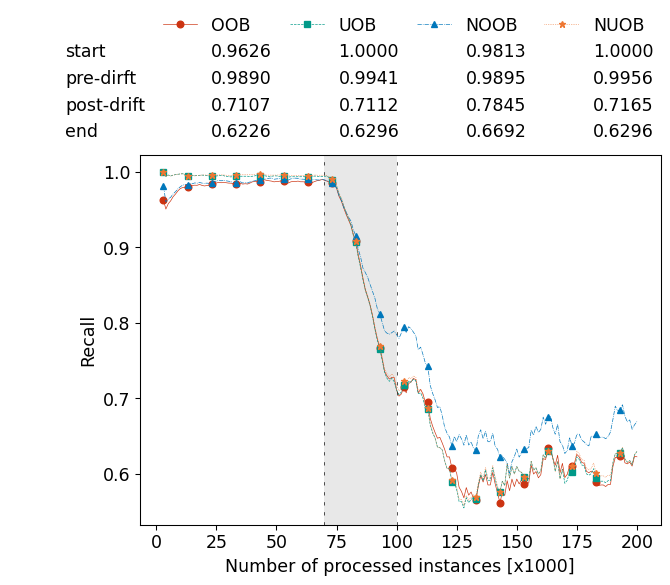 OOB UOB NOOB NUOB
start 0.9626 1.0000 0.9813 1.0000
pre-dirft 0.9890 0.9941 0.9895 0.9956
post-drift 0.7107 0.7112 0.7845 0.7165
end 0.6226 0.6296 0.6692 0.6296
1.0
0.9
0.8
0.7
0.6
Recall
0 25 50 75 100 125 150 175 200
Number of processed instances [x1000]